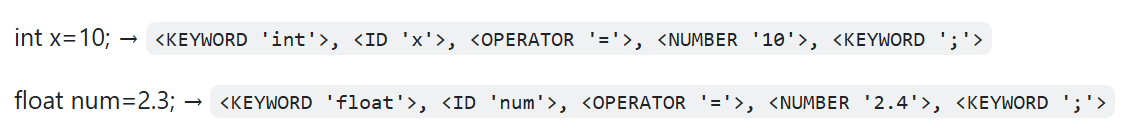 int x=10; → <KEYWORD 'int'>, <ID 'x'>, <OPERATOR '='>, <NUMBER '10'>, <KEYWORD ';'>
float num=2.3; → <KEYWORD 'float'>, <ID 'num'>, <OPERATOR '='>, <NUMBER '2.4'>, <KEYWORD ';'>